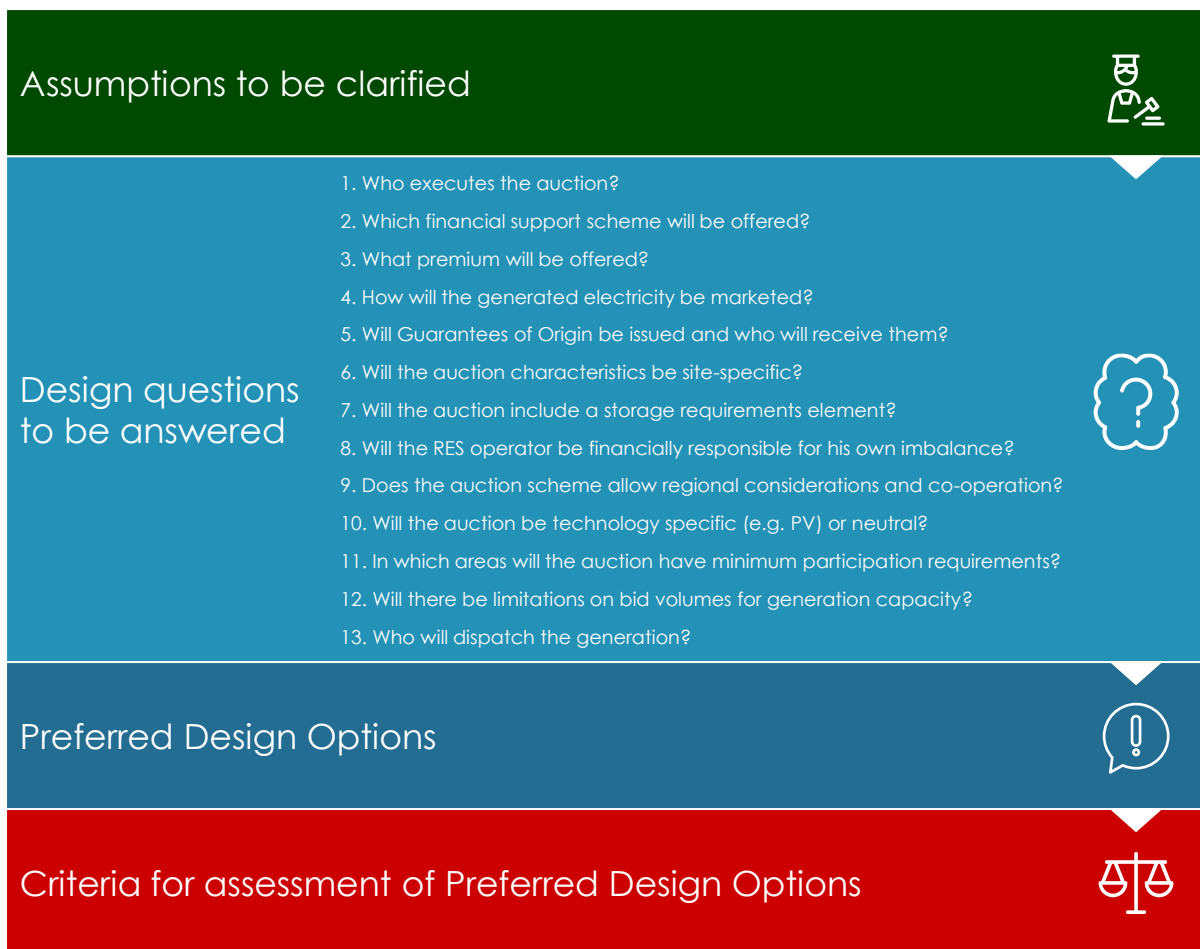 Assumptions to be clarified
Design questions
to be answered
1. Who executes the auction?
2. Which financial support scheme will be offered?
3. What premium will be offered?
4. How will the generated electricity be marketed?
5. Will Guarantees of Origin be issued and who will receive them?
6. Will the auction characteristics be site-specific?
7. Will the auction include a storage requirements element?
8. Will the RES operator be financially responsible for his own imbalance?
9. Does the auction scheme allow regional considerations and co-operation?
10. Will the auction be technology specific (e.g. PV) or neutral?
11. In which areas will the auction have minimum participation requirements?
12. Will there be limitations on bid volumes for generation capacity?
13. Who will dispatch the generation?
Preferred Design Options
Criteria for assessment of Preferred Design Options